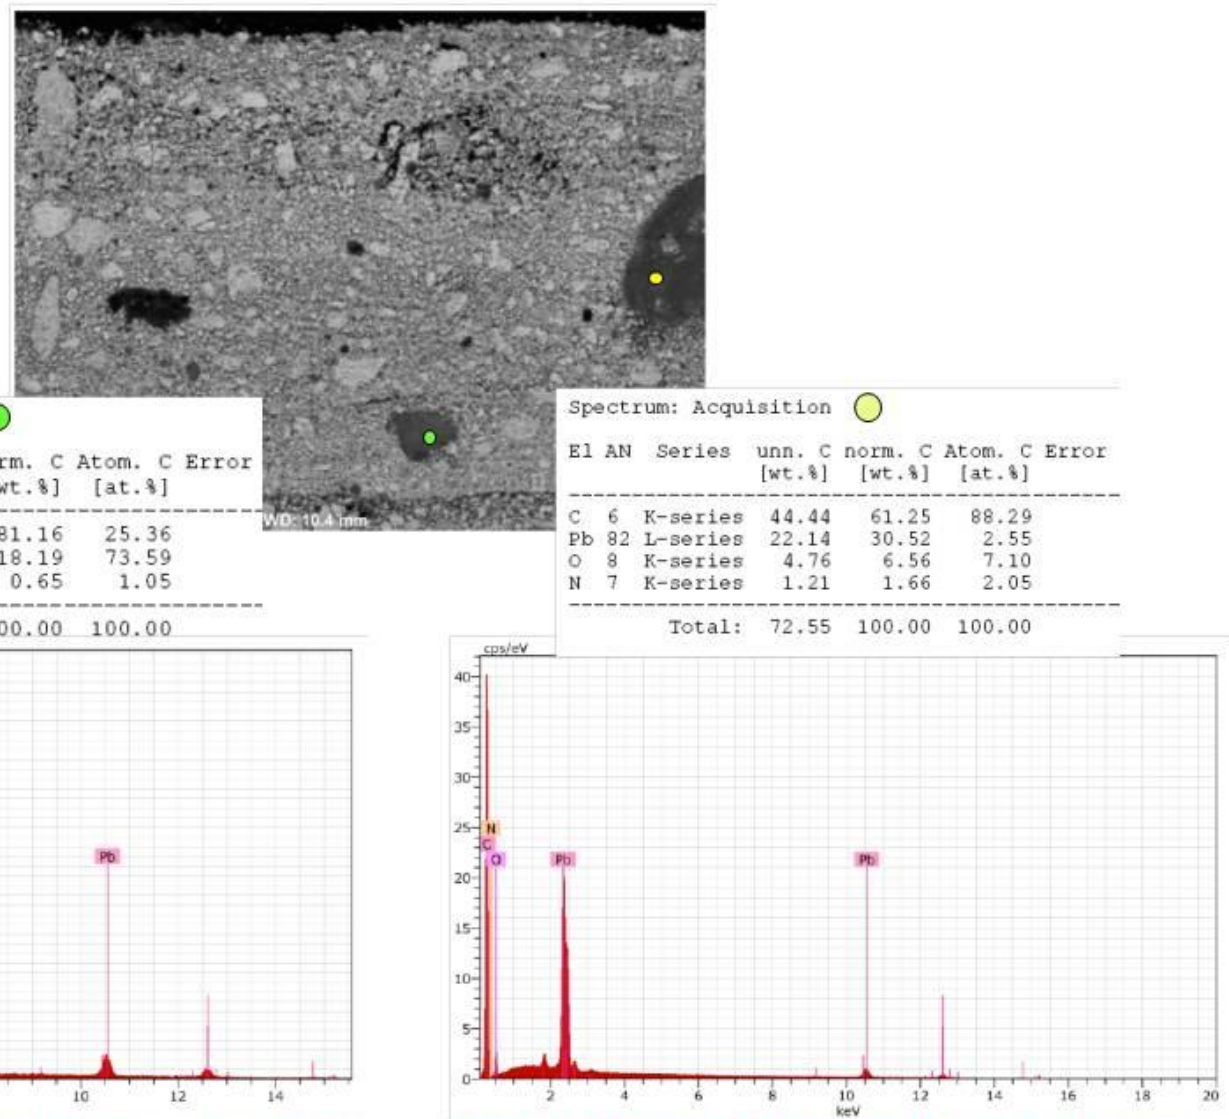 WD: 10.4 mm
rm. C Atom. C Error
wt.%] [at.%]
81.16 25.36
18.19 73.59
0.65 1.05
00.00 100.00
Spectrum: Acquisition
El AN Series unn. C norm. C Atom. C Error
[wt.%] [wt.%] [at.%]
C 6 K-series 44.44 61.25 88.29
Pb 82 L-series 22.14 30.52 2.55
O 8 K-series 4.76 6.56 7.10
N 7 K-series 1.21 1.66 2.05
Total: 72.55 100.00 100.00
Pb
10 12 14
cps/eV
40
35
30
25
20
15
10
5
0
N
C
O
Pb
Pb
2 4 6 8 10 12 14 16 18 20
keV